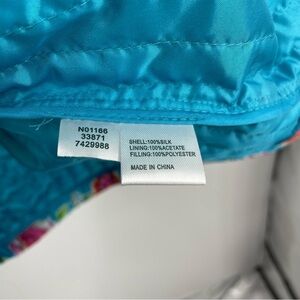 N01166
33871
7429988
SHELL:100%SILK
LINING:100%ACETATE
FILLING:100%POLYESTER
MADE IN CHINA